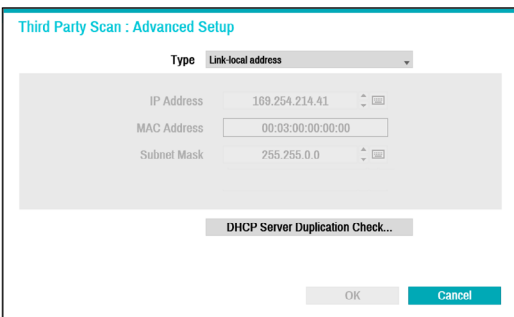 Third Party Scan : Advanced Setup
Type Link-local address
IP Address 169.254.214.41
MAC Address 00:03:00:00:00:00
Subnet Mask 255.255.0.0
DHCP Server Duplication Check...
OK Cancel